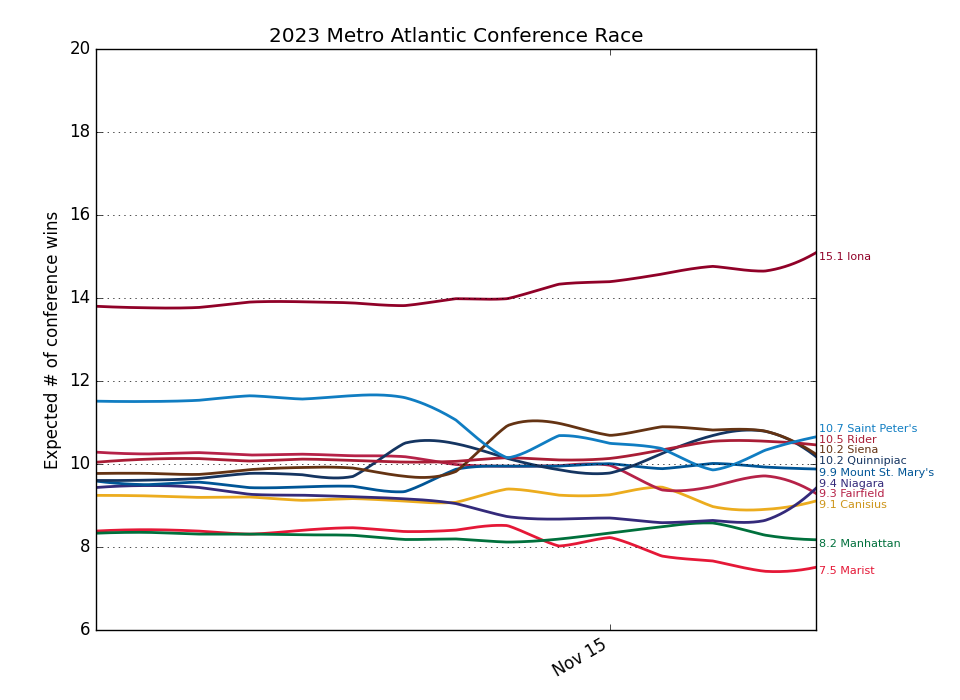 2023 Metro Atlantic Conference Race
Expected # of conference wins
20
18
16
14
12
10
8
6
Nov 15
15.1 Iona
10.7 Saint Peter's
10.5 Rider
10.2 Siena
10.2 Quinnipiac
9.9 Mount St. Mary's
9.4 Niagara
9.3 Fairfield
9.1 Canisius
8.2 Manhattan
7.5 Marist